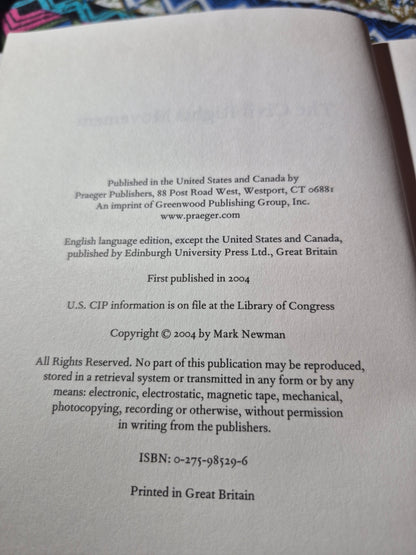 Published in the United States and Canada by
Praeger Publishers, 88 Post Road West, Westport, CT 06881
An imprint of Greenwood Publishing Group, Inc.
www.praeger.com
English language edition, except the United States and Canada,
published by Edinburgh University Press Ltd., Great Britain
First published in 2004
U.S. CIP information is on file at the Library of Congress
Copyright © 2004 by Mark Newman
All Rights Reserved. No part of this publication may be reproduced,
stored in a retrieval system or transmitted in any form or by any
means: electronic, electrostatic, magnetic tape, mechanical,
photocopying, recording or otherwise, without permission
in writing from the publishers.
ISBN: 0-275-98529-6
Printed in Great Britain